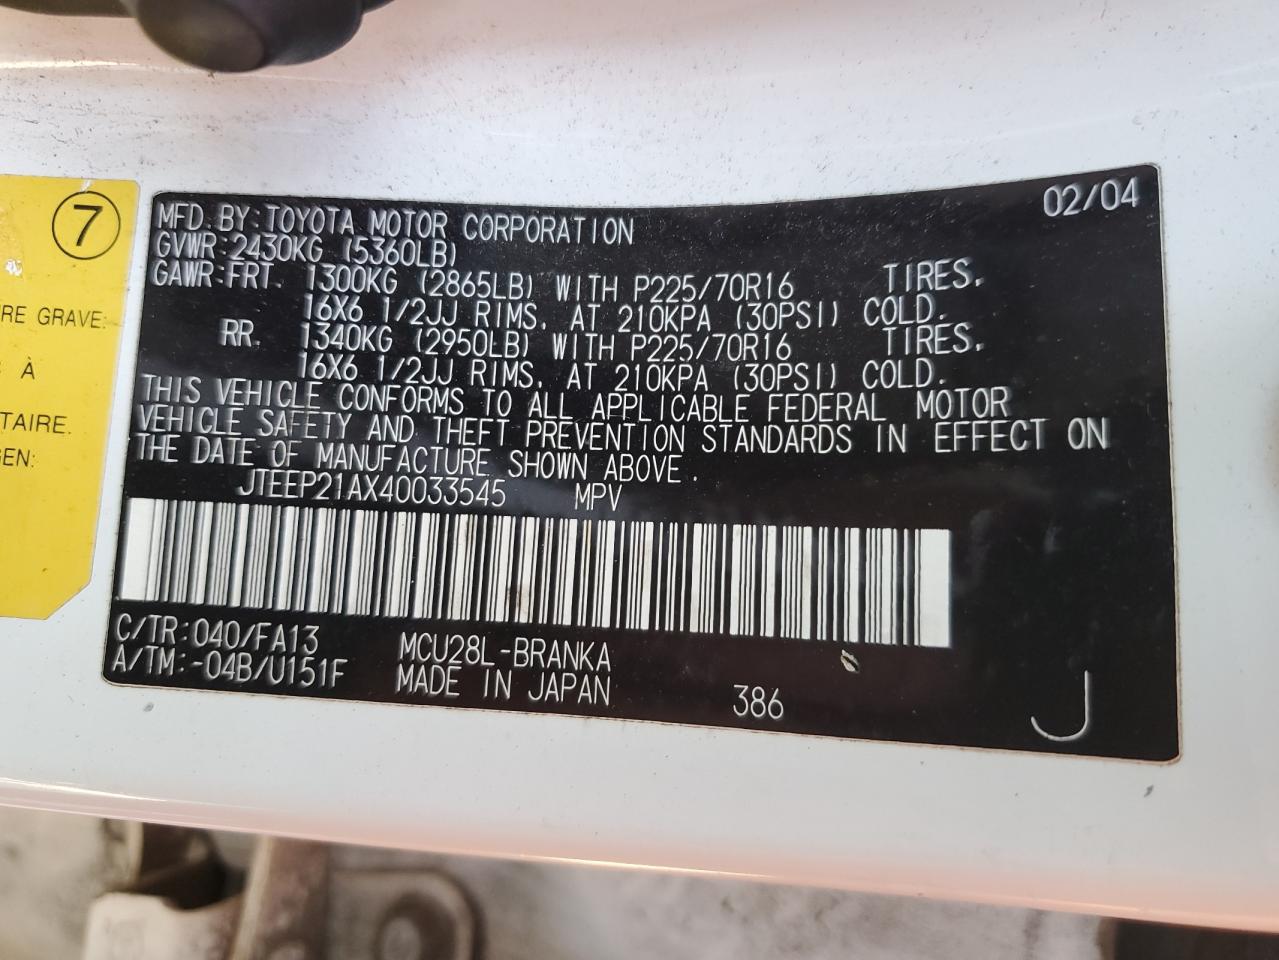 7
RE GRAVE:
À
TAIRE.
GEN:
02/04
MFD. BY: TOYOTA MOTOR CORPORATION
GVWR: 2430KG (5360LB)
GAWR: FRT. 1300KG (2865LB) WITH P225/70R16 TIRES,
16X6 1/2JJ RIMS, AT 210KPA (30PSI) COLD.
RR. 1340KG (2950LB) WITH P225/70R16 TIRES,
16X6 1/2JJ RIMS, AT 210KPA (30PSI) COLD.
THIS VEHICLE CONFORMS TO ALL APPLICABLE FEDERAL MOTOR
VEHICLE SAFETY AND THEFT PREVENTION STANDARDS IN EFFECT ON
THE DATE OF MANUFACTURE SHOWN ABOVE.
JTEEP21AX40033545 MPV
C/TR: 040/FA13 MCU28L-BRANKA
A/TM: -04B/U151F MADE IN JAPAN 386 J